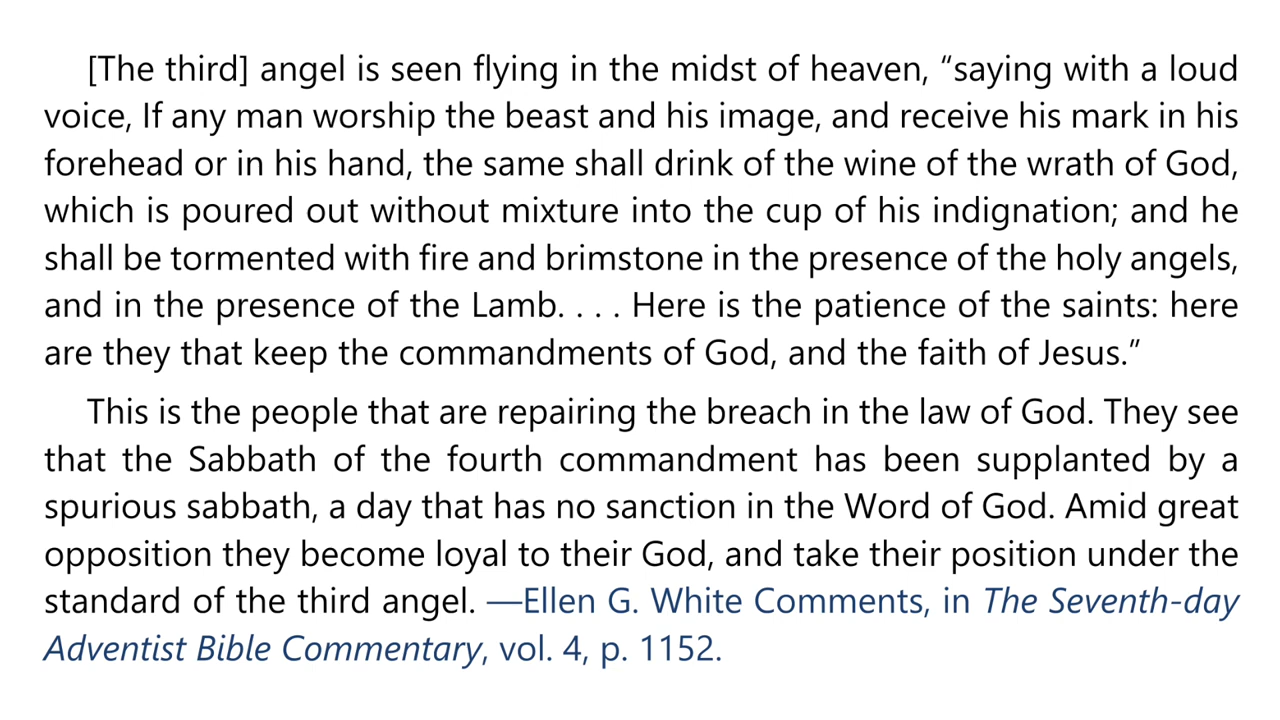 [The third] angel is seen flying in the midst of heaven, “saying with a loud
voice, If any man worship the beast and his image, and receive his mark in his
forehead or in his hand, the same shall drink of the wine of the wrath of God,
which is poured out without mixture into the cup of his indignation; and he
shall be tormented with fire and brimstone in the presence of the holy angels,
and in the presence of the Lamb. . . . Here is the patience of the saints: here
are they that keep the commandments of God, and the faith of Jesus.”
This is the people that are repairing the breach in the law of God. They see
that the Sabbath of the fourth commandment has been supplanted by a
spurious sabbath, a day that has no sanction in the Word of God. Amid great
opposition they become loyal to their God, and take their position under the
standard of the third angel. —Ellen G. White Comments, in The Seventh-day
Adventist Bible Commentary, vol. 4, p. 1152.